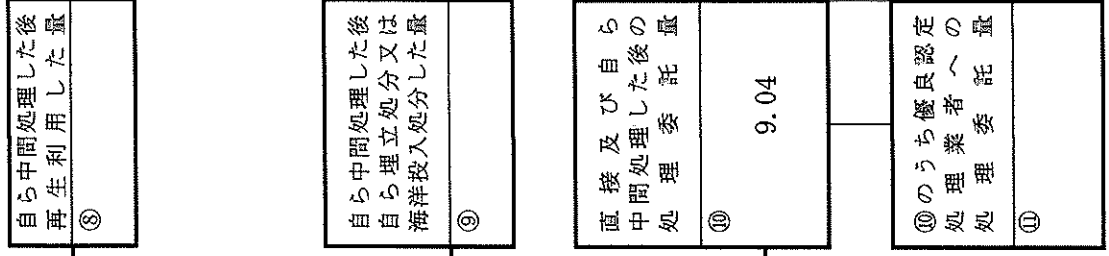 自ら中間処理した後
再生利用した量
⑧
自ら中間処理した後
自ら埋立処分又は
海洋投入処分した量
⑨
直接及び自ら
中間処理した後の
処理委託量
⑩
9.04
⑩のうち優良認定
処理業者への
処理委託量
⑪